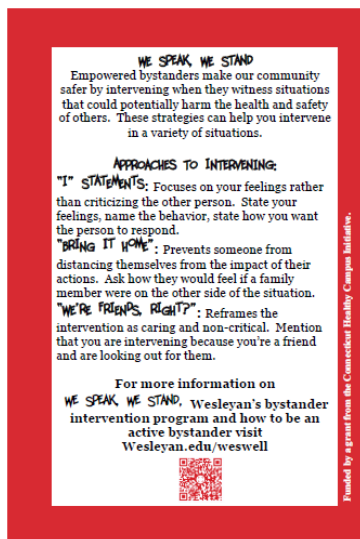 WE SPEAK, WE STAND
Empowered bystanders make our community
safer by intervening when they witness situations
that could potentially harm the health and safety
of others.  These strategies can help you intervene
in a variety of situations.
APPROACHES TO INTERVENING:
"I" STATEMENTS: Focuses on your feelings rather
than criticizing the other person.  State your
feelings, name the behavior, state how you want
the person to respond.
"BRING IT HOME": Prevents someone from
distancing themselves from the impact of their
actions.  Ask how they would feel if a family
member were on the other side of the situation.
"WE'RE FRIENDS, RIGHT?": Reframes the
intervention as caring and non-critical.  Mention
that you are intervening because you're a friend
and are looking out for them.
For more information on
WE SPEAK, WE STAND, Wesleyan's bystander
intervention program and how to be an
active bystander visit
Wesleyan.edu/weswell
Funded by a grant from the Connecticut Healthy Campus Initiative.